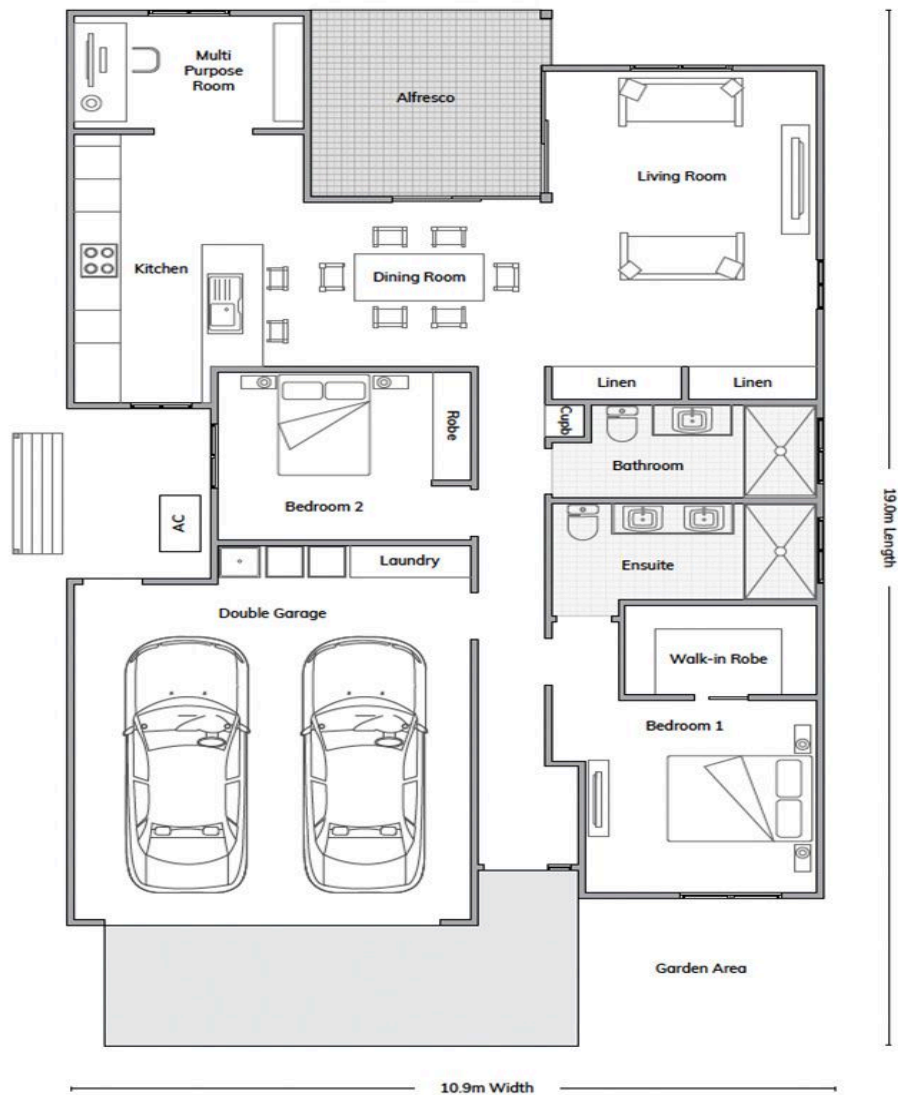 Multi
Purpose
Room
Alfresco
Living Room
Kitchen
Dining Room
Linen
Linen
Robe
Cupb
Bathroom
Bedroom 2
AC
Laundry
Ensuite
Double Garage
Walk-in Robe
Bedroom 1
Garden Area
19.0m Length
10.9m Width